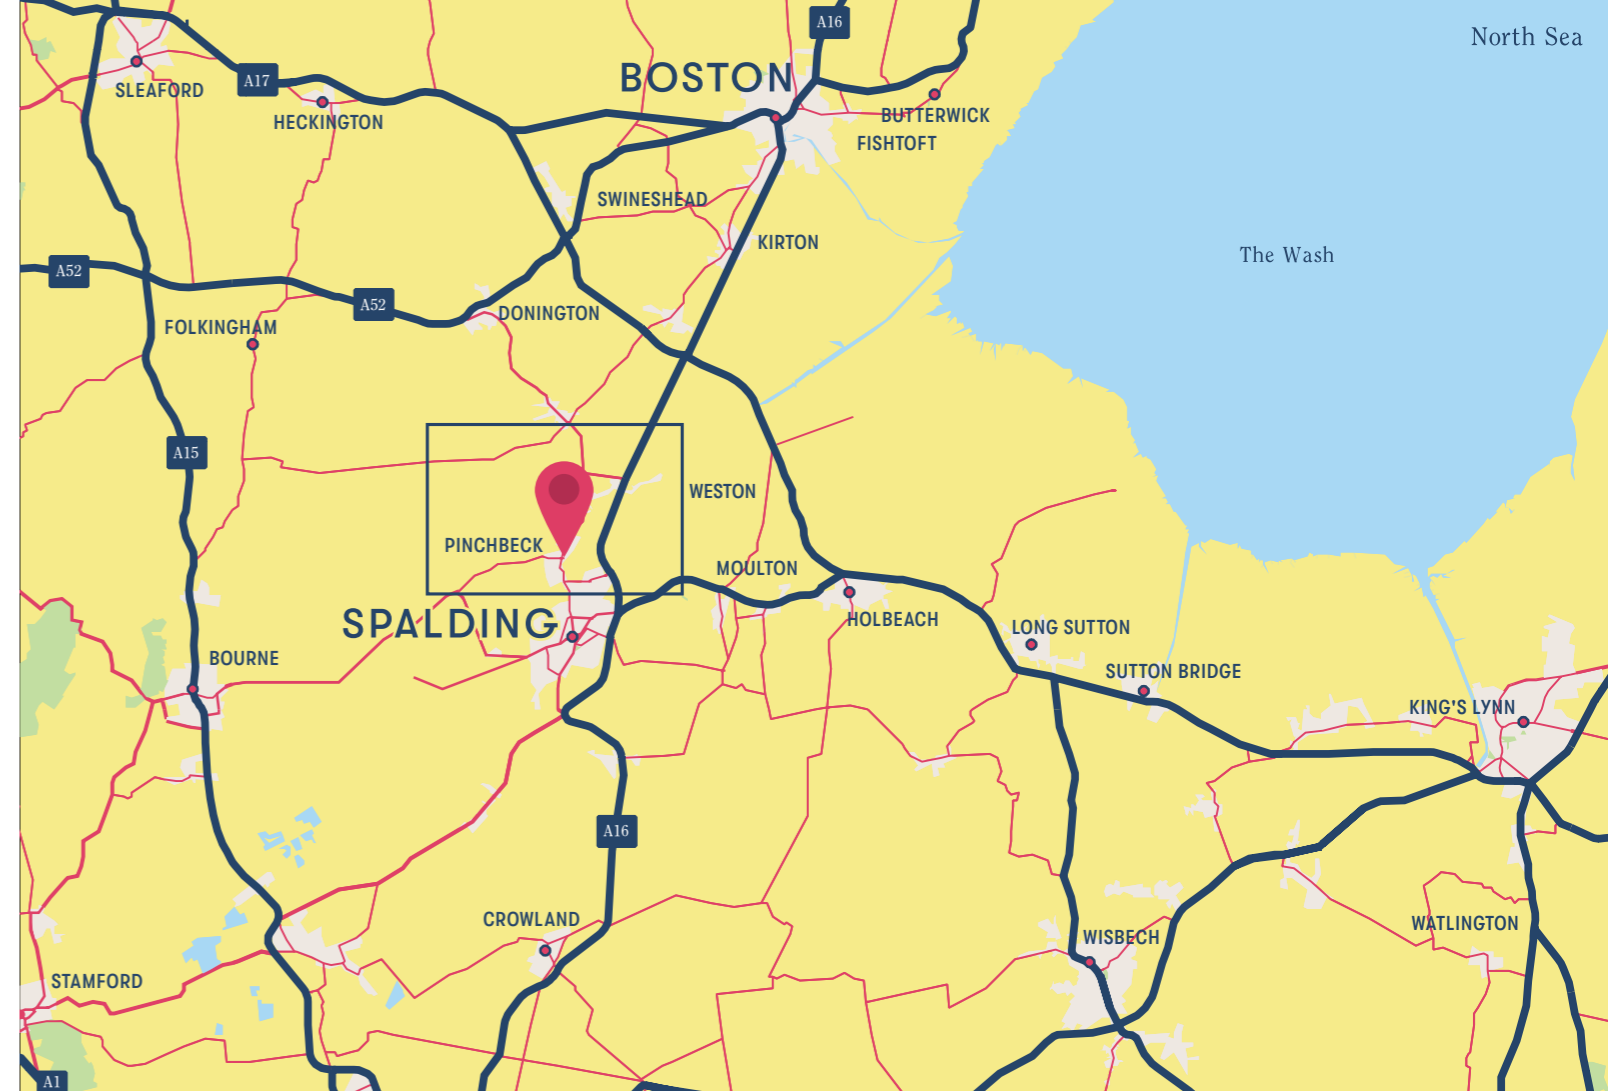 A16
North Sea
BOSTON
A17
SLEAFORD
HECKINGTON
BUTTERWICK
FISHTOFT
SWINESHEAD
KIRTON
The Wash
A52
A52
DONINGTON
FOLKINGHAM
A15
WESTON
PINCHBECK
MOULTON
SPALDING
HOLBEACH
LONG SUTTON
BOURNE
SUTTON BRIDGE
KING'S LYNN
A16
CROWLAND
WATLINGTON
WISBECH
STAMFORD
A1